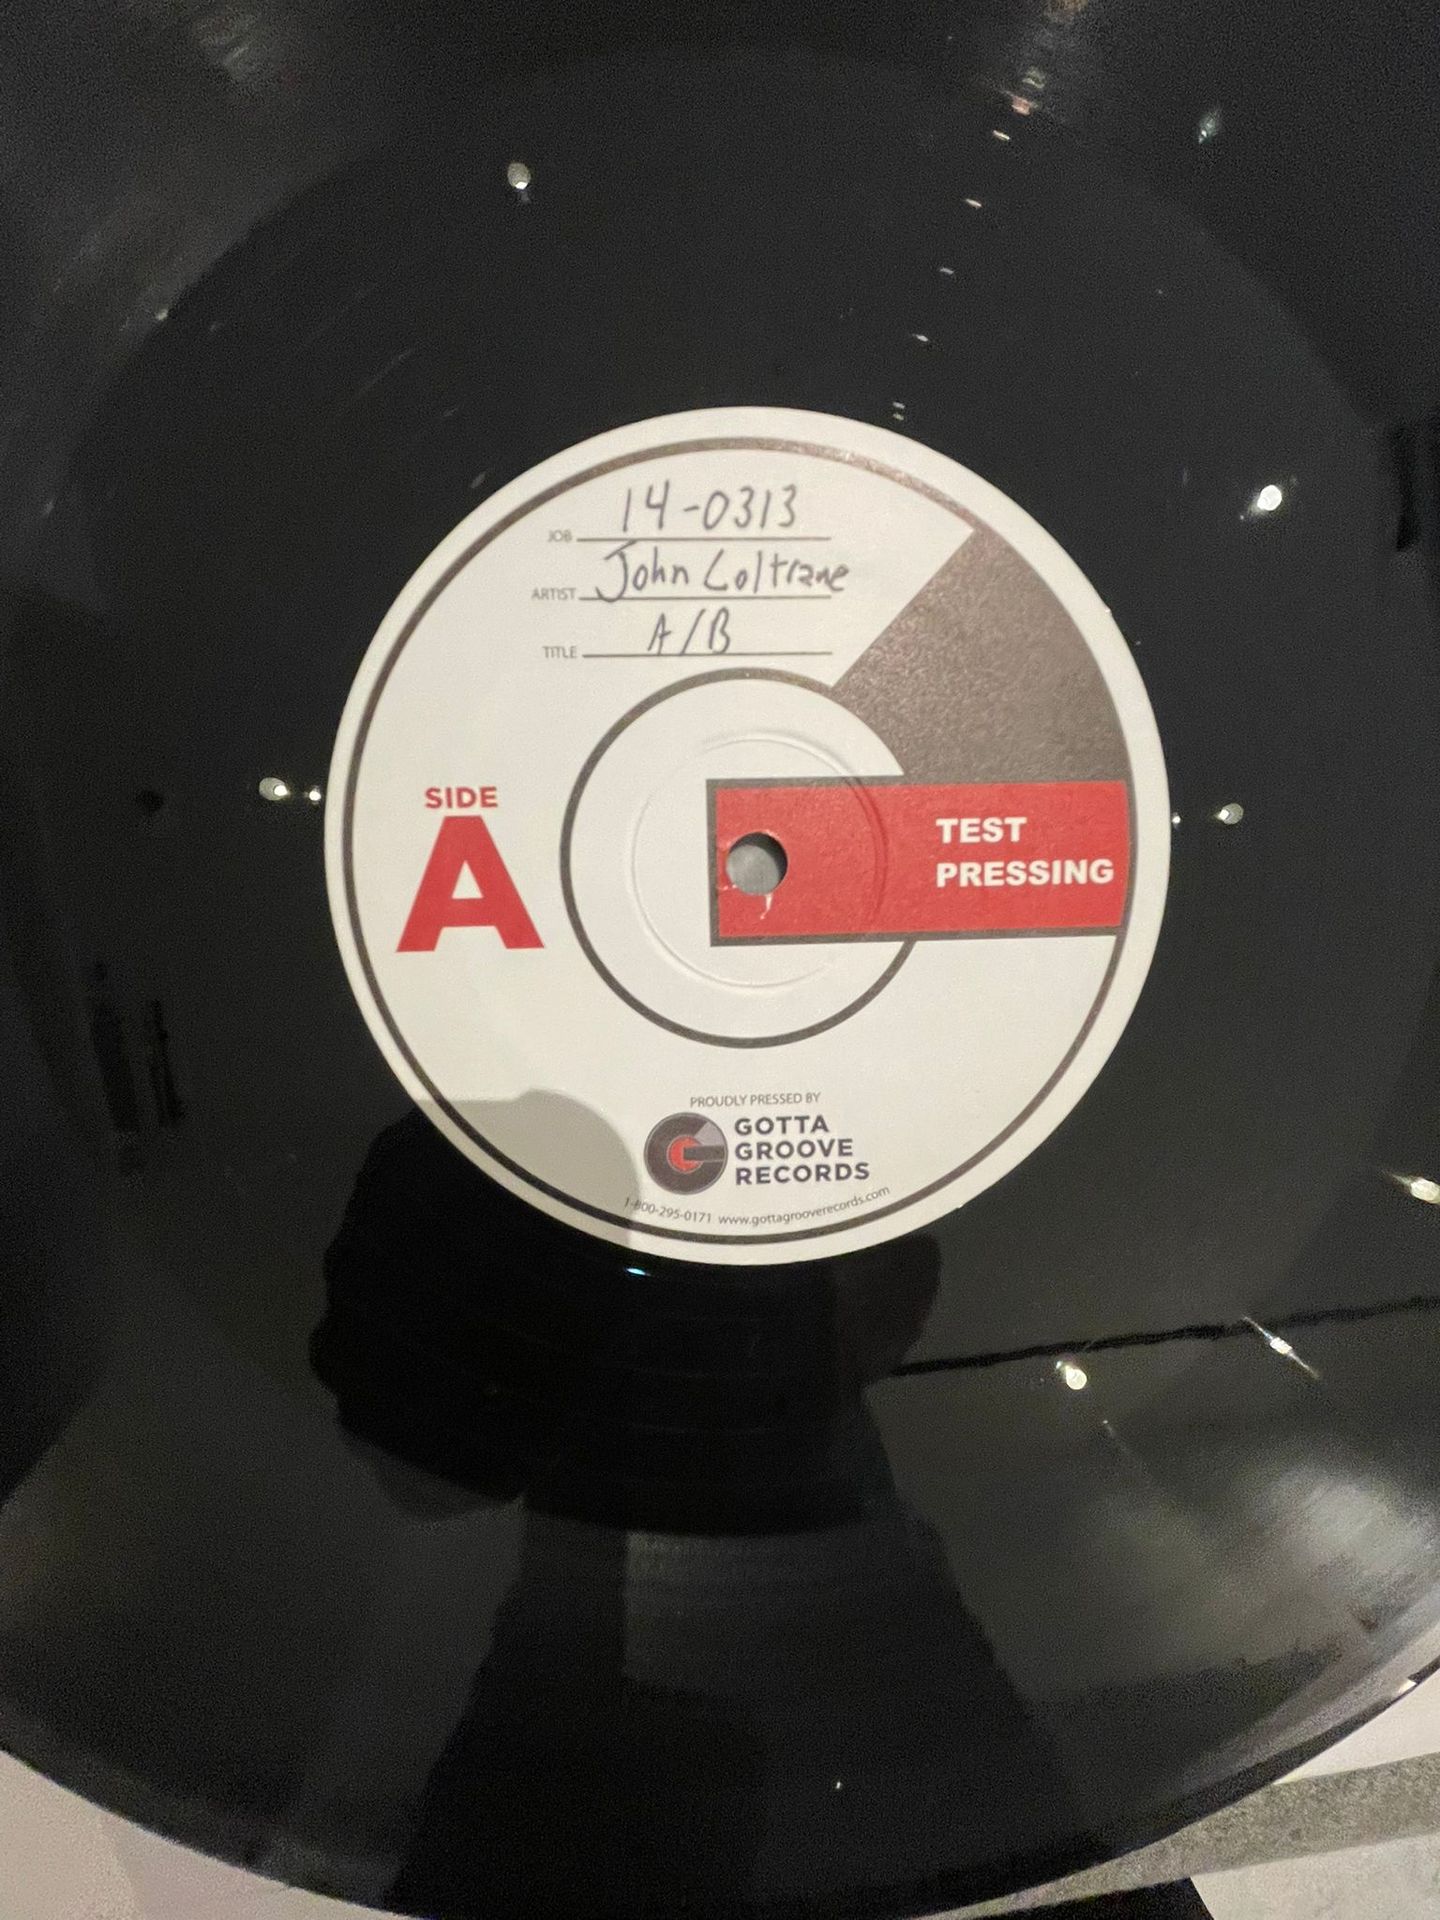 JOB 14-0313
ARTIST John Coltrane
TITLE A/B
SIDE
A
TEST
PRESSING
PROUDLY PRESSED BY
GOTTA
GROOVE
RECORDS
1-800-295-0171 www.gottagrooverecords.com